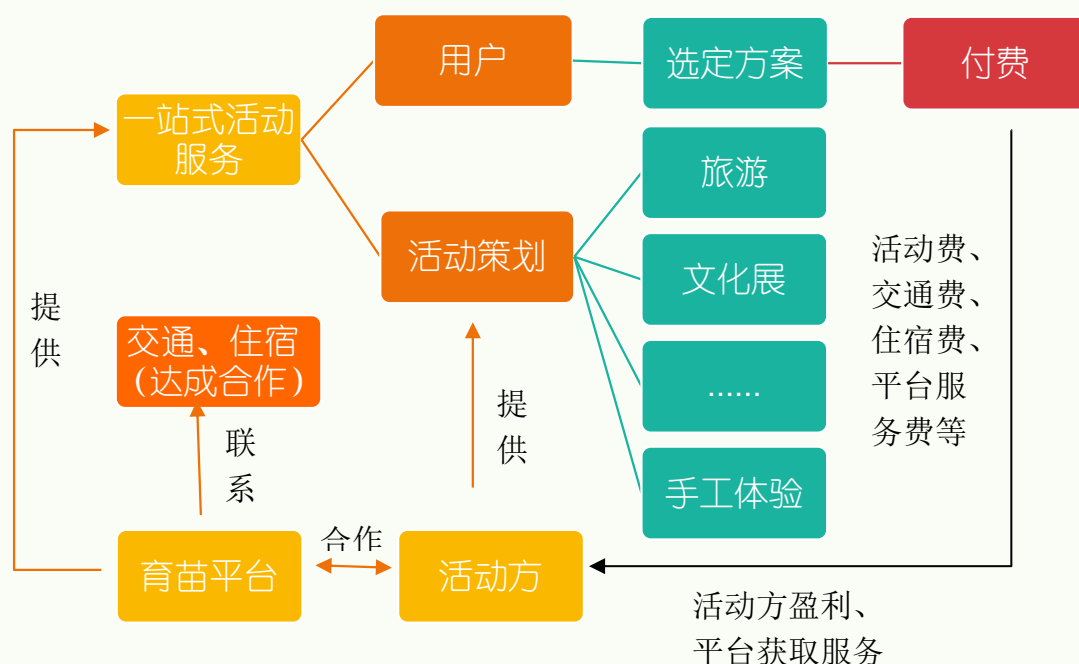 用户
选定方案
付费
一站式活动
服务
旅游
活动策划
文化展
活动费、
交通费、
住宿费、
平台服
务费等
提
供
交通、住宿
（达成合作）
......
提
供
联
系
手工体验
育苗平台
合作
活动方
活动方盈利、
平台获取服务